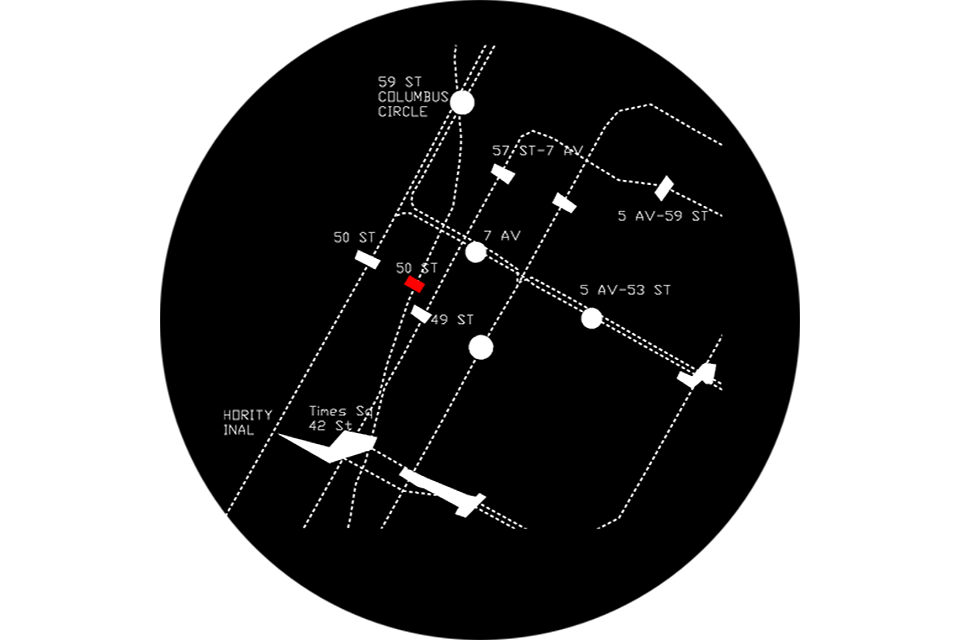 59 ST
COLUMBUS
CIRCLE
57 ST-7 AV
5 AV-59 ST
50 ST
7 AV
50 ST
5 AV-53 ST
49 ST
HORITY
INAL
Times Sq
42 St